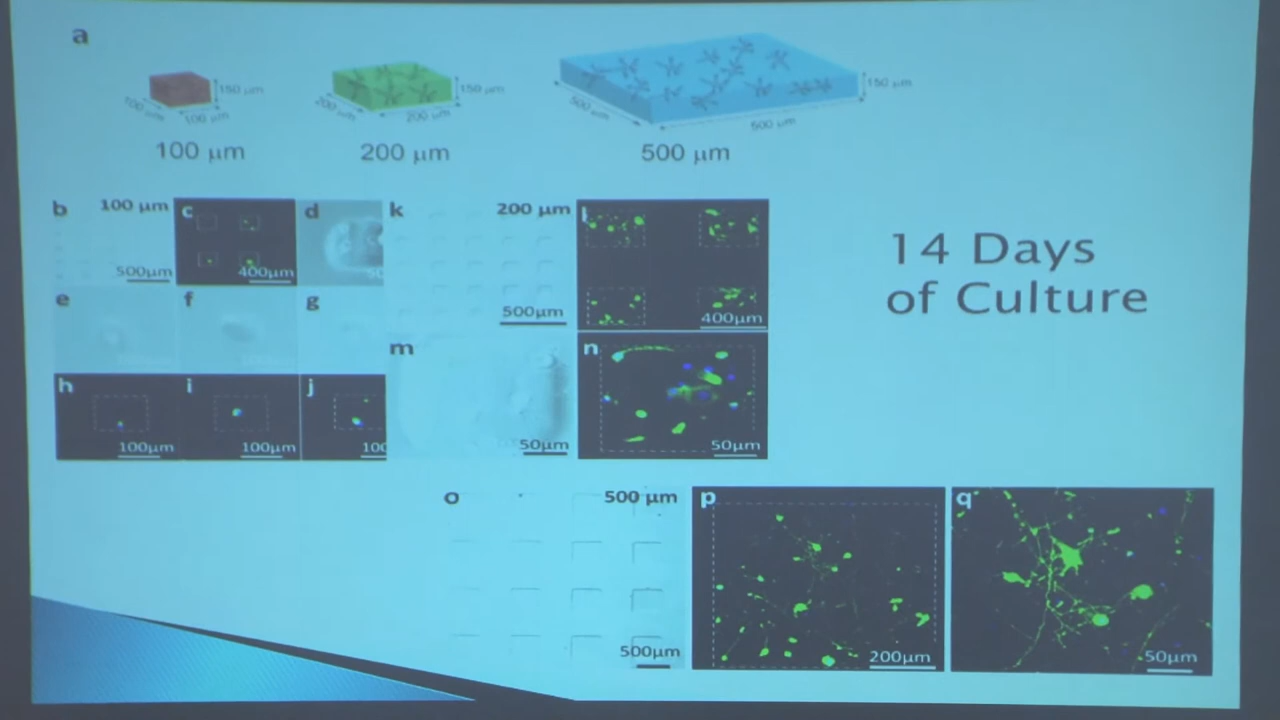 a
150 µm
100 µm
100 µm
100 µm
150 µm
200 µm
200 µm
200 µm
150 µm
500 µm
500 µm
500 µm
b 100 µm
500µm
c
400µm
d
50
e
f
g
h
100µm
i
100µm
j
100
k 200 µm
500µm
l
400µm
m
50µm
n
50µm
14 Days
of Culture
o 500 µm
500µm
p
200µm
q
50µm